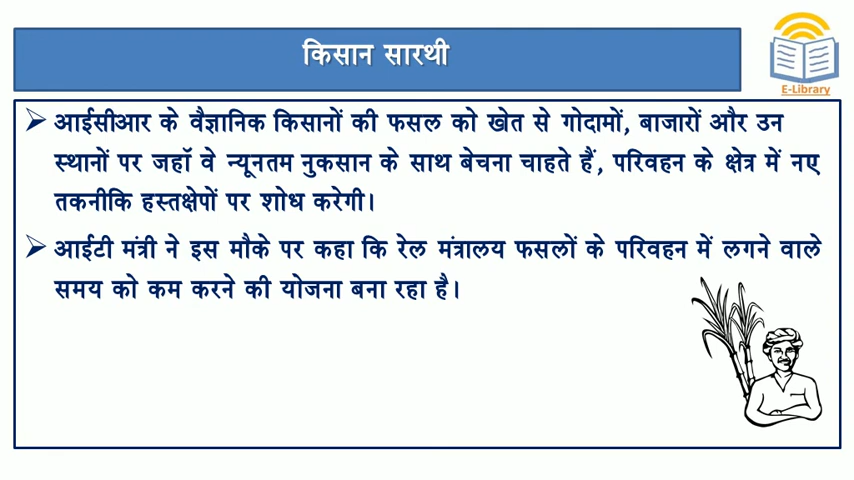 किसान सारथी
E-Library
➢ आईसीआर के वैज्ञानिक किसानों की फसल को खेत से गोदामों, बाजारों और उन
स्थानों पर जहॉ वे न्यूनतम नुकसान के साथ बेचना चाहते हैं, परिवहन के क्षेत्र में नए
तकनीकि हस्तक्षेपों पर शोध करेगी।
➢ आईटी मंत्री ने इस मौके पर कहा कि रेल मंत्रालय फसलों के परिवहन में लगने वाले
समय को कम करने की योजना बना रहा है।